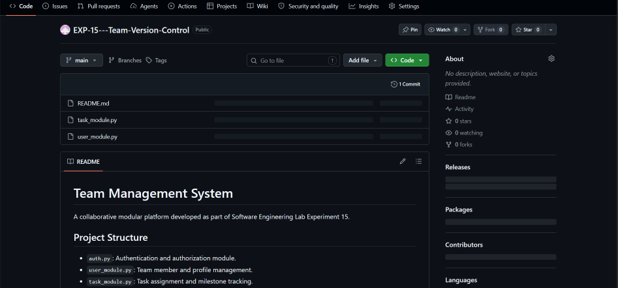 Code Issues Pull requests Agents Actions Projects Wiki Security and quality Insights Settings
EXP-15---Team-Version-Control Public Pin Watch 0 Fork 0 Star 0
main Branches Tags Go to file Add file Code
1 Commit
README.md
task_module.py
user_module.py
README
Team Management System
A collaborative modular platform developed as part of Software Engineering Lab Experiment 15.
Project Structure
auth.py: Authentication and authorization module.
user_module.py: Team member and profile management.
task_module.py: Task assignment and milestone tracking.
About
No description, website, or topics
provided.
Readme
Activity
0 stars
0 watching
0 forks
Releases
Packages
Contributors
Languages